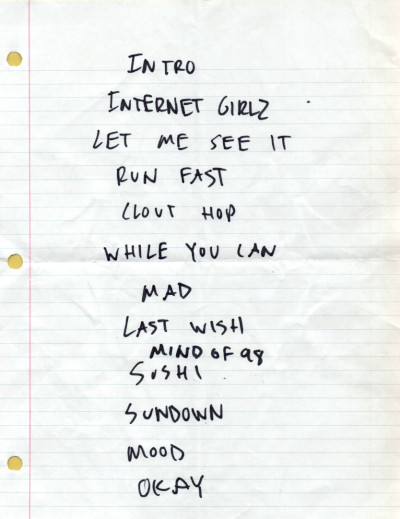 INTRO
INTERNET GIRLZ
LET ME SEE IT
RUN FAST
CLOUT HOP
WHILE YOU CAN
MAD
LAST WISH
MIND OF 98
SUSHI
SUNDOWN
MOOD
OKAY